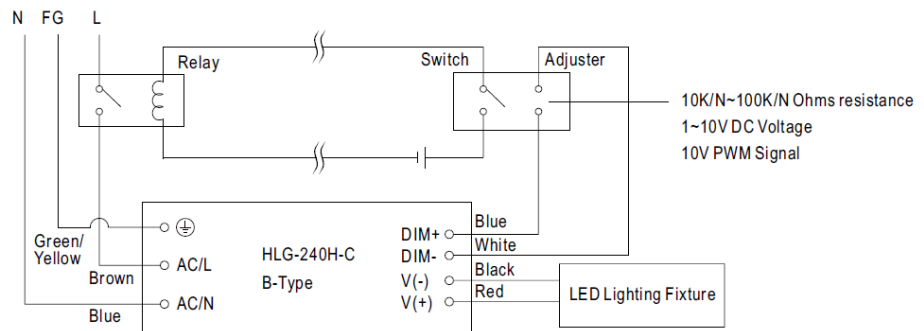 N FG L
Relay
Switch
Adjuster
10K/N~100K/N Ohms resistance
1~10V DC Voltage
10V PWM Signal
Green/
Yellow
Brown
Blue
AC/L
AC/N
HLG-240H-C
B-Type
DIM+
DIM-
V(-)
V(+)
Blue
White
Black
Red
LED Lighting Fixture